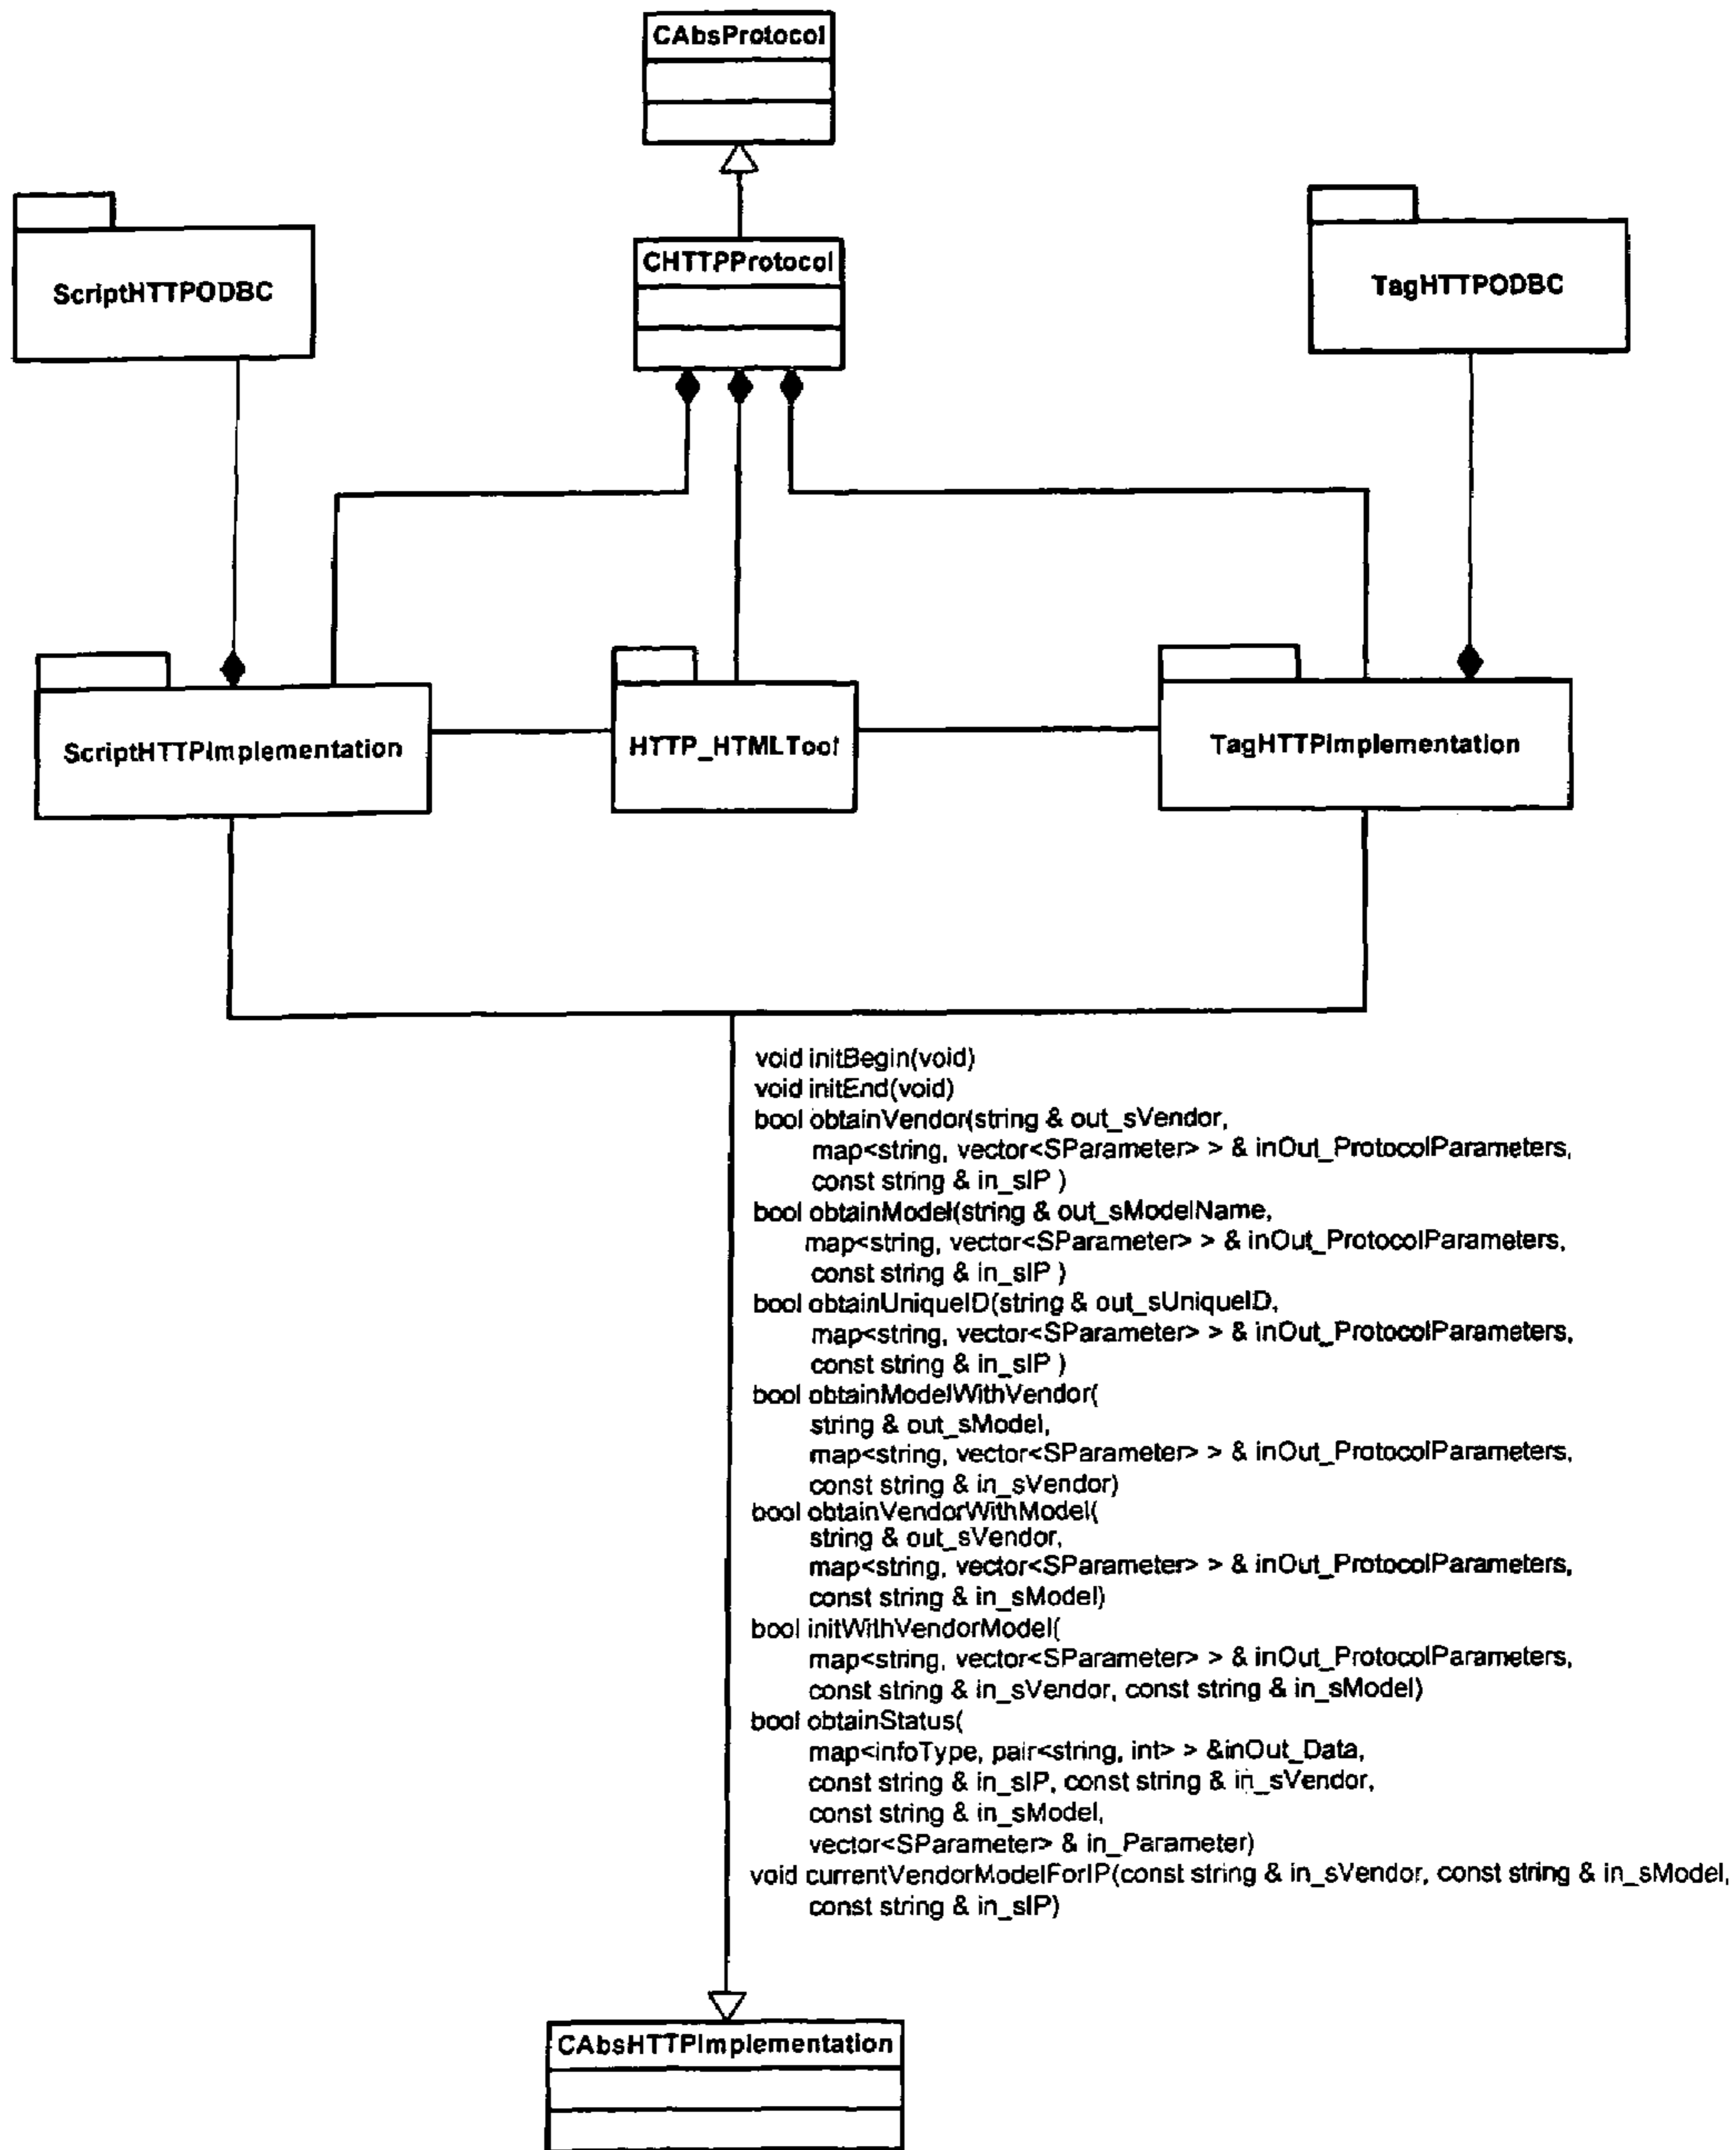 CAbsProtocol
ScriptHTTPODBC
CHTTPProtocol
TagHTTPODBC
ScriptHTTPImplementation
HTTP_HTMLTool
TagHTTPImplementation
void initBegin(void)
void initEnd(void)
bool obtainVendor(string & out_sVendor,
map<string, vector<SParameter> > & inOut_ProtocolParameters,
const string & in_sIP )
bool obtainModel(string & out_sModelName,
map<string, vector<SParameter> > & inOut_ProtocolParameters,
const string & in_sIP )
bool obtainUniqueID(string & out_sUniqueID,
map<string, vector<SParameter> > & inOut_ProtocolParameters,
const string & in_sIP )
bool obtainModelWithVendor(
string & out_sModel,
map<string, vector<SParameter> > & inOut_ProtocolParameters,
const string & in_sVendor)
bool obtainVendorWithModel(
string & out_sVendor,
map<string, vector<SParameter> > & inOut_ProtocolParameters,
const string & in_sModel)
bool initWithVendorModel(
map<string, vector<SParameter> > & inOut_ProtocolParameters,
const string & in_sVendor, const string & in_sModel)
bool obtainStatus(
map<infoType, pair<string, int> > &inOut_Data,
const string & in_sIP, const string & in_sVendor,
const string & in_sModel,
vector<SParameter> & in_Parameter)
void currentVendorModelForIP(const string & in_sVendor, const string & in_sModel,
const string & in_sIP)
CAbsHTTPImplementation